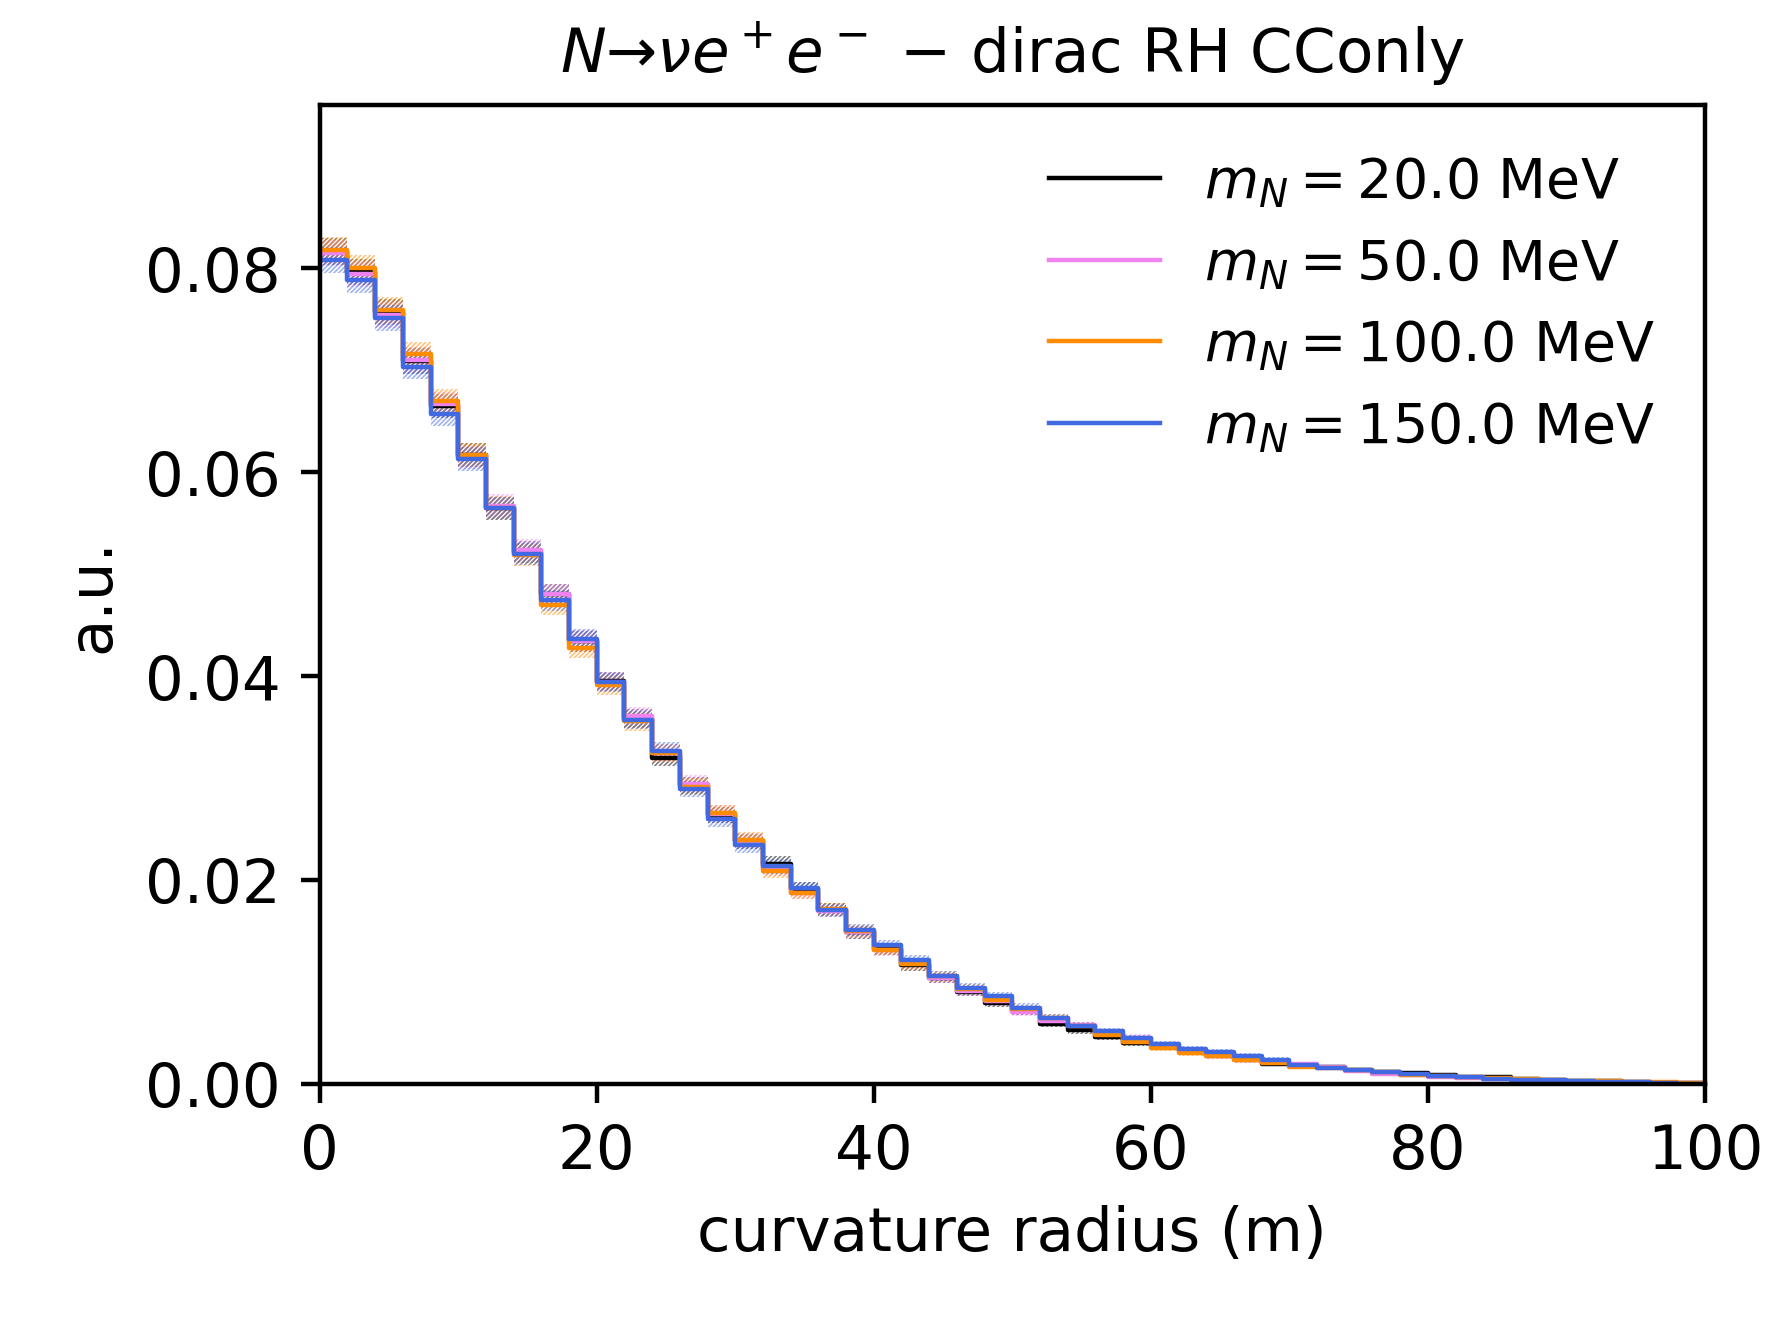 N→νe⁺e⁻ − dirac RH CConly
m_N = 20.0 MeV
m_N = 50.0 MeV
m_N = 100.0 MeV
m_N = 150.0 MeV
a.u.
0.08
0.06
0.04
0.02
0.00
0 20 40 60 80 100
curvature radius (m)